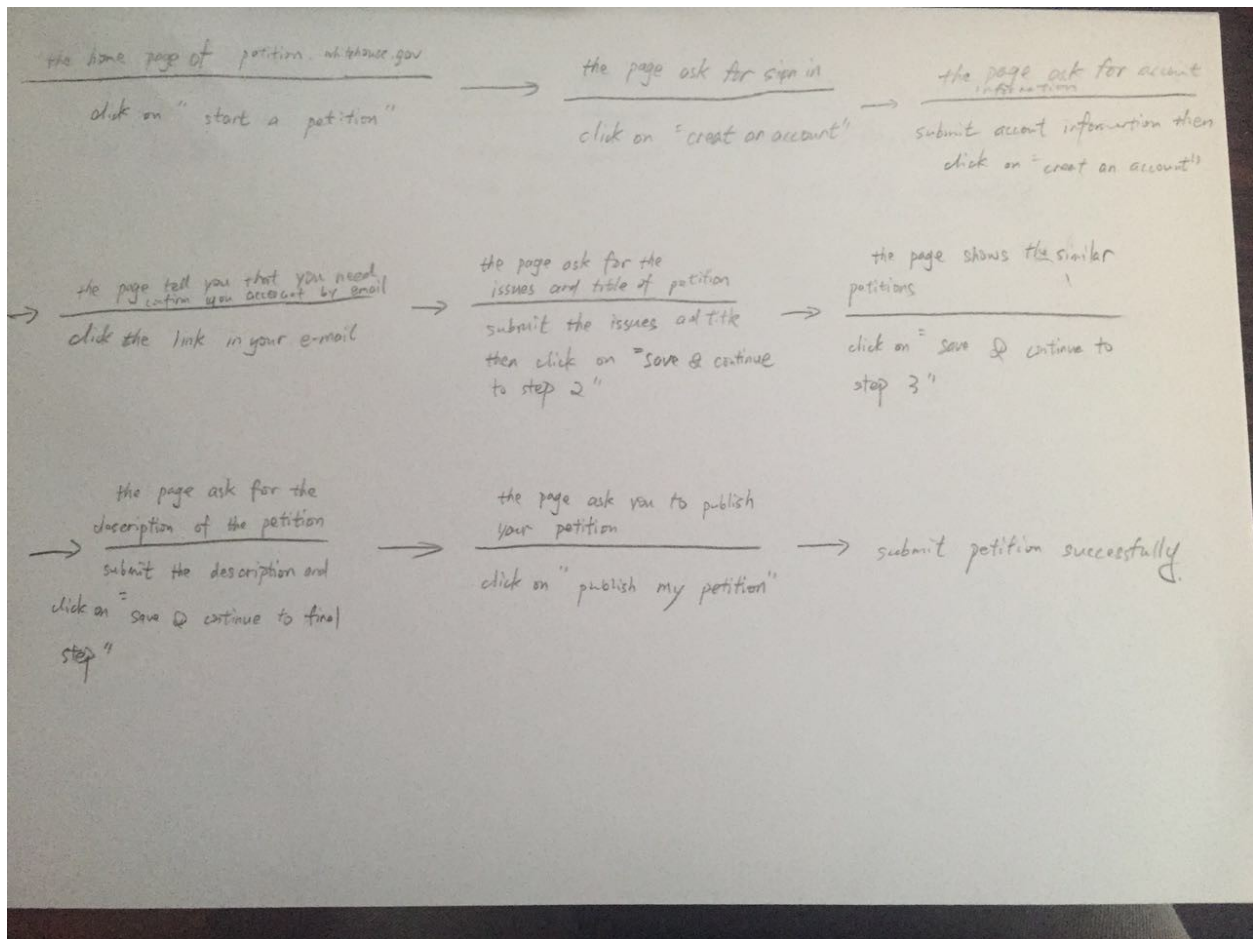 the home page of petition.whitehouse.gov
click on " start a petition"
the page ask for sign in
click on "creat an account"
the page ask for account
information
submit accont information then
click on "creat an account"
the page tell you that you need
confirm your account by email
click the link in your e-mail
the page ask for the
issues and title of petition
submit the issues ad title
then click on "save & continue
to step 2"
the page shows the similar
petitions
click on " save & continue to
step 3"
the page ask for the
description of the petition
submit the description and
click on " save & continue to final
step"
the page ask you to publish
your petition
click on " publish my petition"
submit petition successfully.